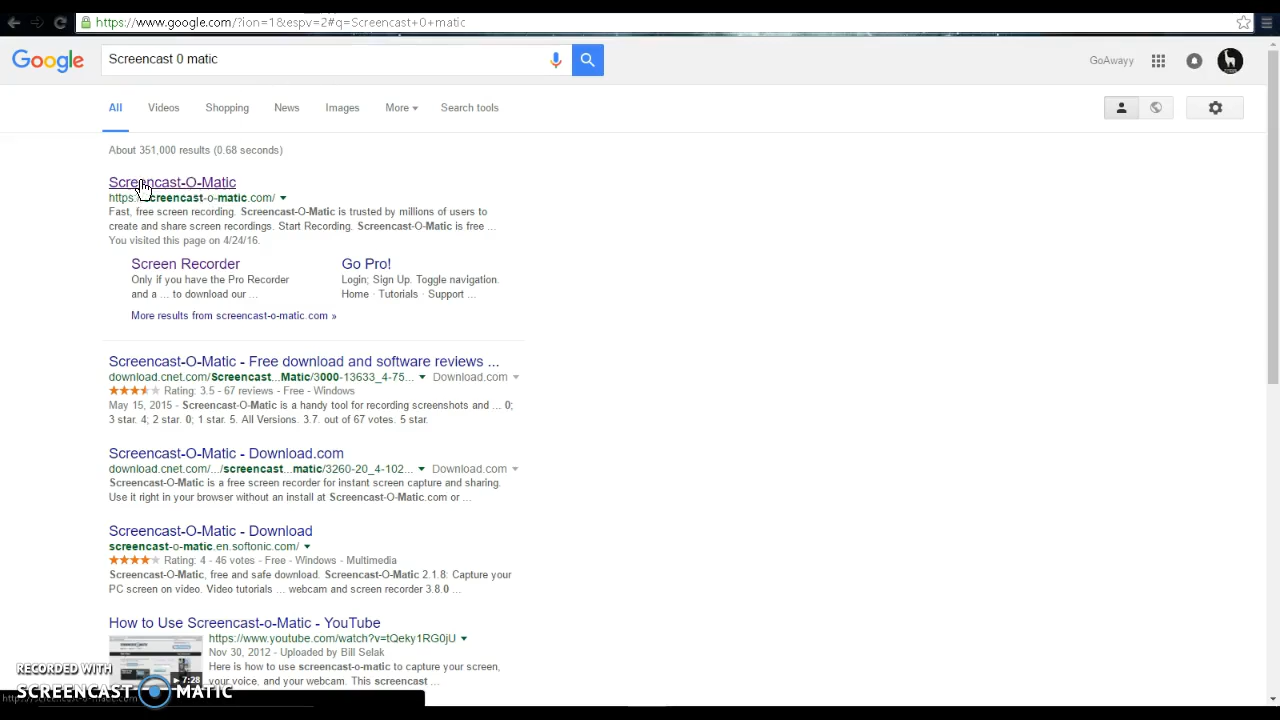 https://www.google.com/?ion=1&espv=2#q=Screencast+0+matic
Google
Screencast 0 matic
GoAwayy
All Videos Shopping News Images More Search tools
About 351,000 results (0.68 seconds)
Screencast-O-Matic
https://screencast-o-matic.com/
Fast, free screen recording. Screencast-O-Matic is trusted by millions of users to
create and share screen recordings. Start Recording. Screencast-O-Matic is free ...
You visited this page on 4/24/16.
Screen Recorder
Only if you have the Pro Recorder
and a ... to download our ...
Go Pro!
Login; Sign Up. Toggle navigation.
Home · Tutorials · Support ...
More results from screencast-o-matic.com »
Screencast-O-Matic - Free download and software reviews ...
download.cnet.com/Screencast...Matic/3000-13633_4-75... Download.com
Rating: 3.5 - 67 reviews - Free - Windows
May 15, 2015 - Screencast-O-Matic is a handy tool for recording screenshots and ... 0;
3 star. 4; 2 star. 0; 1 star. 5. All Versions. 3.7. out of 67 votes. 5 star.
Screencast-O-Matic - Download.com
download.cnet.com/.../screencast...matic/3260-20_4-102... Download.com
Screencast-O-Matic is a free screen recorder for instant screen capture and sharing.
Use it right in your browser without an install at Screencast-O-Matic.com or ...
Screencast-O-Matic - Download
screencast-o-matic.en.softonic.com/
Rating: 4 - 46 votes - Free - Windows - Multimedia
Screencast-O-Matic, free and safe download. Screencast-O-Matic 2.1.8: Capture your
PC screen on video. Video tutorials ... webcam and screen recorder 3.8.0 ...
How to Use Screencast-o-Matic - YouTube
https://www.youtube.com/watch?v=tQeky1RG0jU
Nov 30, 2012 - Uploaded by Bill Selak
Here is how to use screencast-o-matic to capture your screen,
your voice, and your webcam. This screencast ...
7:28
RECORDED WITH
SCREENCAST MATIC